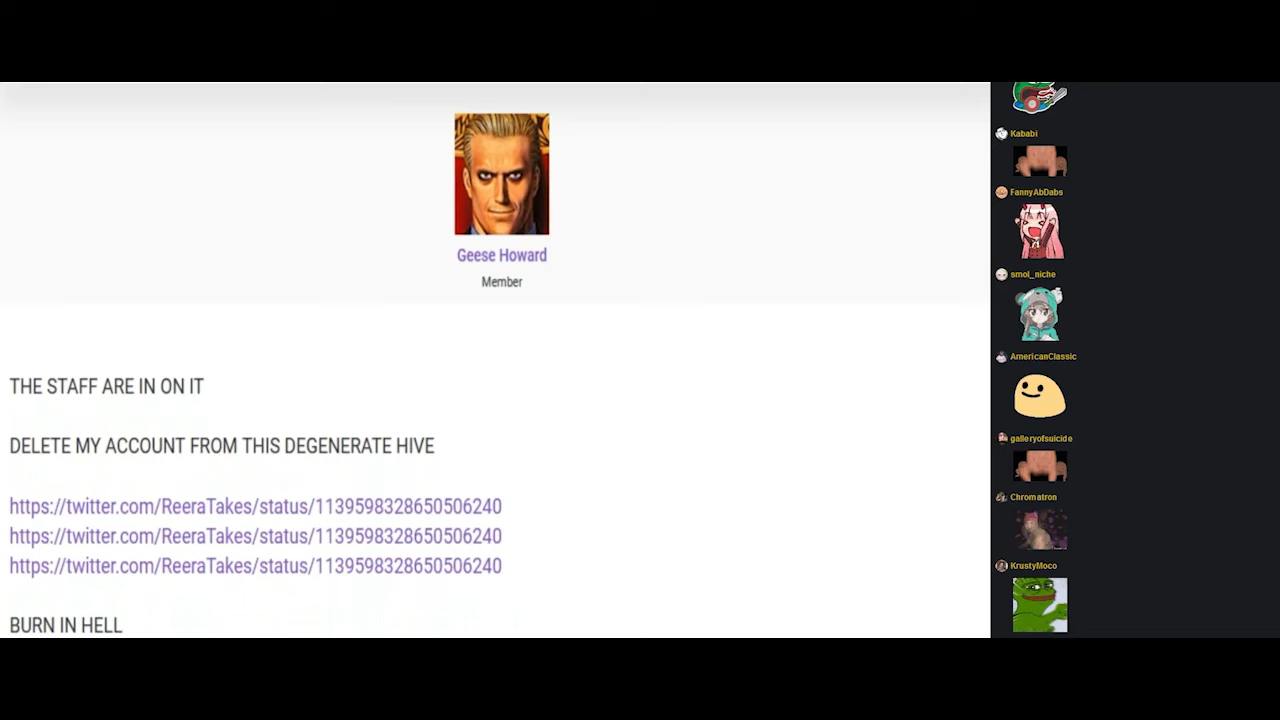 Geese Howard
Member
THE STAFF ARE IN ON IT
DELETE MY ACCOUNT FROM THIS DEGENERATE HIVE
https://twitter.com/ReeraTakes/status/1139598328650506240
https://twitter.com/ReeraTakes/status/1139598328650506240
https://twitter.com/ReeraTakes/status/1139598328650506240
BURN IN HELL
Kababi
FannyAbDabs
smol_niche
AmericanClassic
galleryofsuicide
Chromatron
KrustyMoco